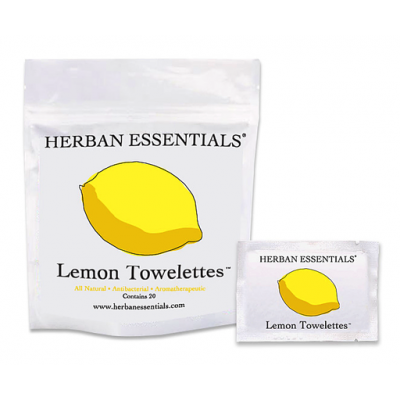 HERBAN ESSENTIALS®
Lemon Towelettes™
All Natural • Antibacterial • Aromatherapeutic
Contains 20
www.herbanessentials.com
HERBAN ESSENTIALS®
Lemon Towelettes™